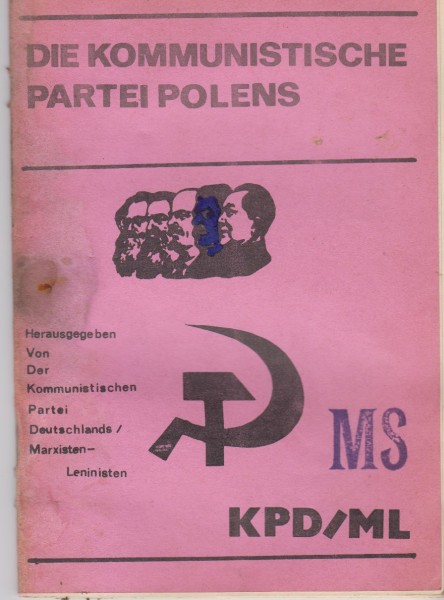 DIE KOMMUNISTISCHE
PARTEI POLENS
Herausgegeben
Von
Der
Kommunistischen
Partei
Deutschlands /
Marxisten-
Leninisten
MS
KPD/ML